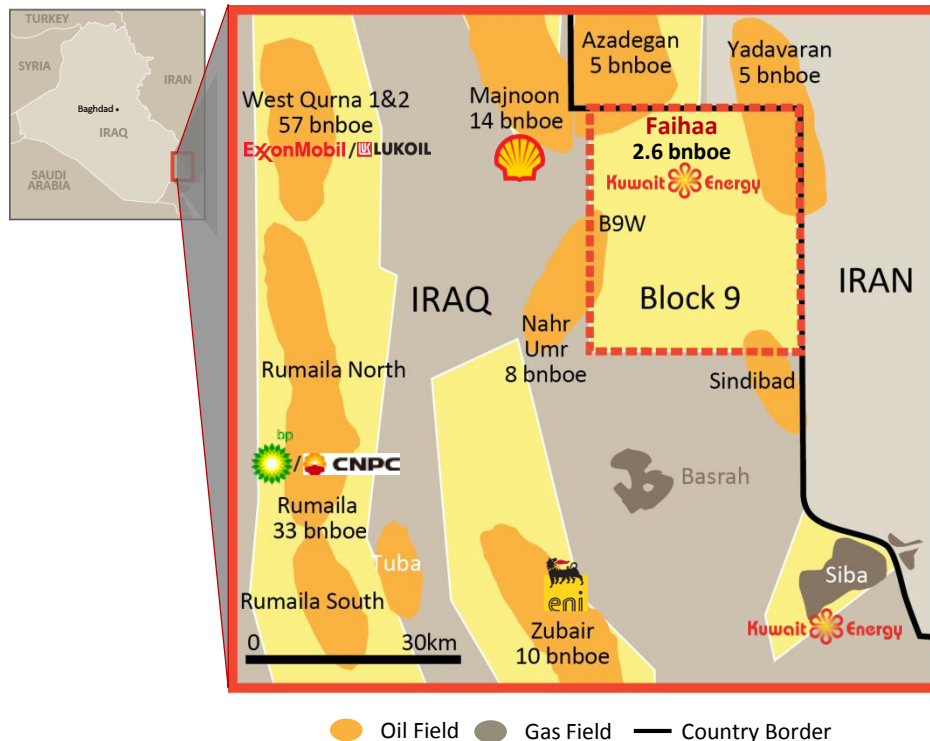 TURKEY
SYRIA
IRAN
Baghdad
IRAQ
SAUDI
ARABIA
West Qurna 1&2
57 bnboe
ExxonMobil / LUKOIL
Majnoon
14 bnboe
Azadegan
5 bnboe
Yadavaran
5 bnboe
Faihaa
2.6 bnboe
Kuwait Energy
B9W
IRAQ
Block 9
IRAN
Nahr
Umr
8 bnboe
Sindibad
Rumaila North
bp
/ CNPC
Rumaila
33 bnboe
Tuba
Rumaila South
Basrah
Siba
Kuwait Energy
eni
Zubair
10 bnboe
0 30km
Oil Field Gas Field Country Border